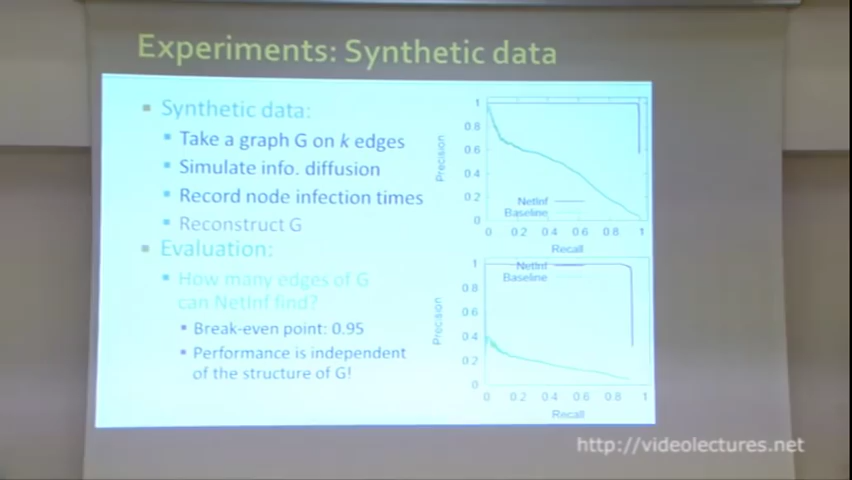 Experiments: Synthetic data
Synthetic data:
Take a graph G on k edges
Simulate info. diffusion
Record node infection times
Reconstruct G
Evaluation:
How many edges of G
can NetInf find?
Break-even point: 0.95
Performance is independent
of the structure of G!
1
0.8
0.6
0.4
0.2
0
Precision
NetInf
Baseline
0 0.2 0.4 0.6 0.8 1
Recall
1
0.8
0.6
0.4
0.2
0
Precision
NetInf
Baseline
0 0.2 0.4 0.6 0.8 1
Recall
http://videolectures.net